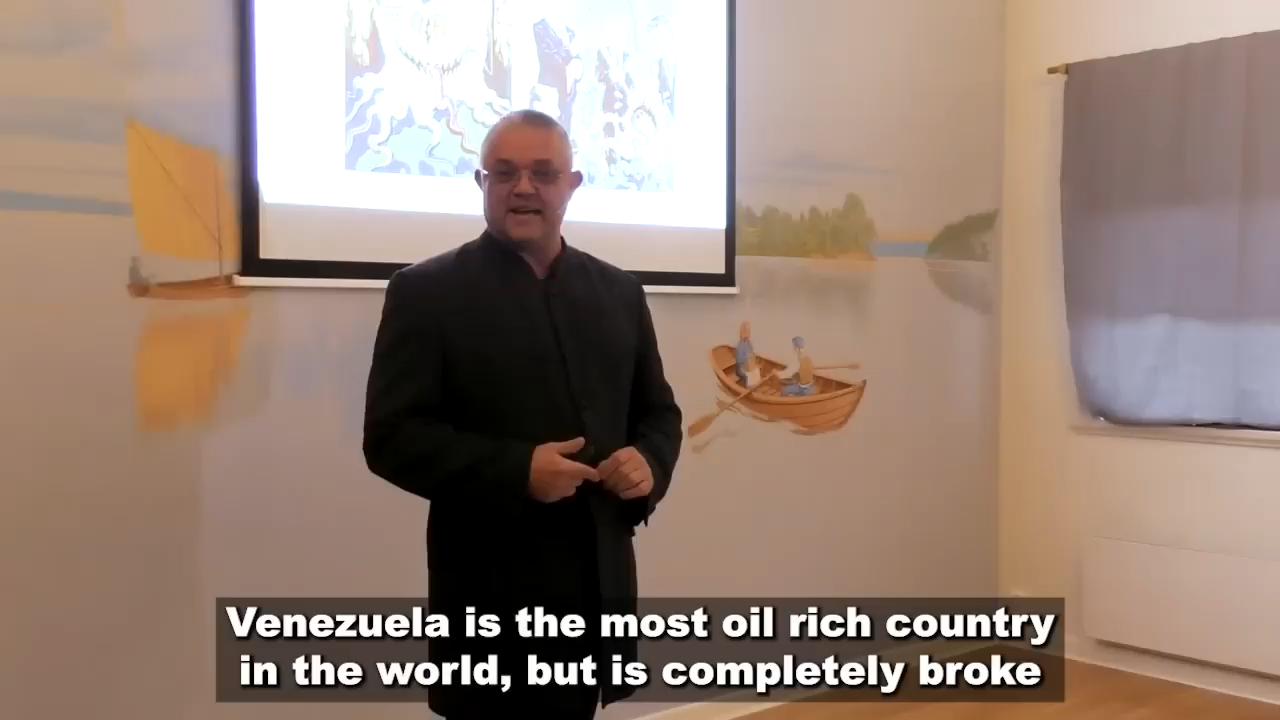 Venezuela is the most oil rich country
in the world, but is completely broke